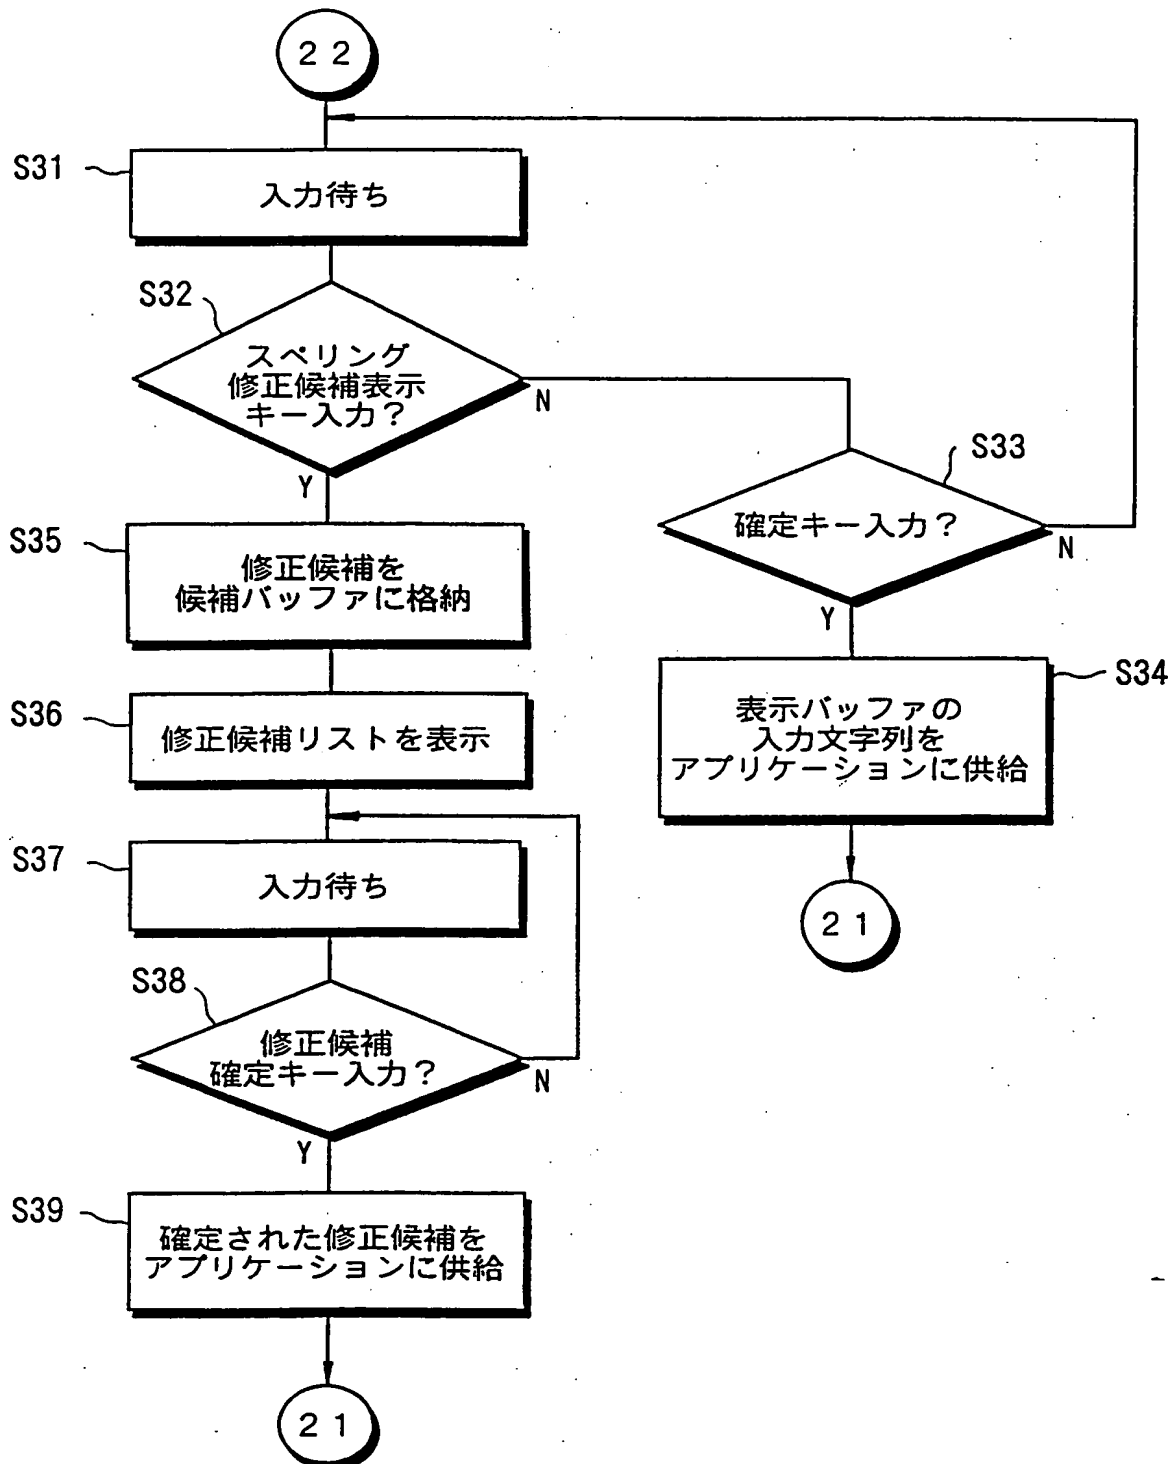 22
S31
入力待ち
S32
スペリング
修正候補表示
キー入力？
N
Y
S33
確定キー入力？
N
Y
S34
表示バッファの
入力文字列を
アプリケーションに供給
21
S35
修正候補を
候補バッファに格納
S36
修正候補リストを表示
S37
入力待ち
S38
修正候補
確定キー入力？
N
Y
S39
確定された修正候補を
アプリケーションに供給
21